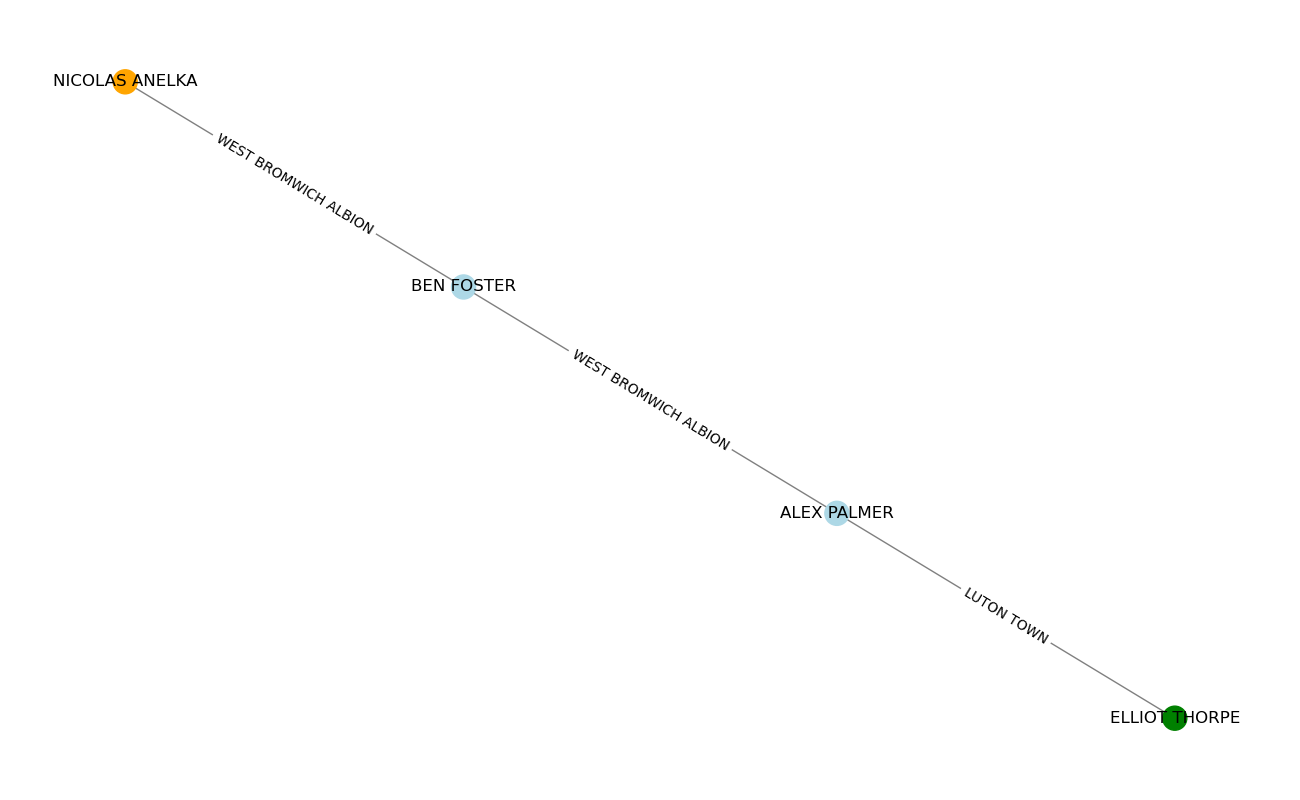 NICOLAS ANELKA
WEST BROMWICH ALBION
BEN FOSTER
WEST BROMWICH ALBION
ALEX PALMER
LUTON TOWN
ELLIOT THORPE